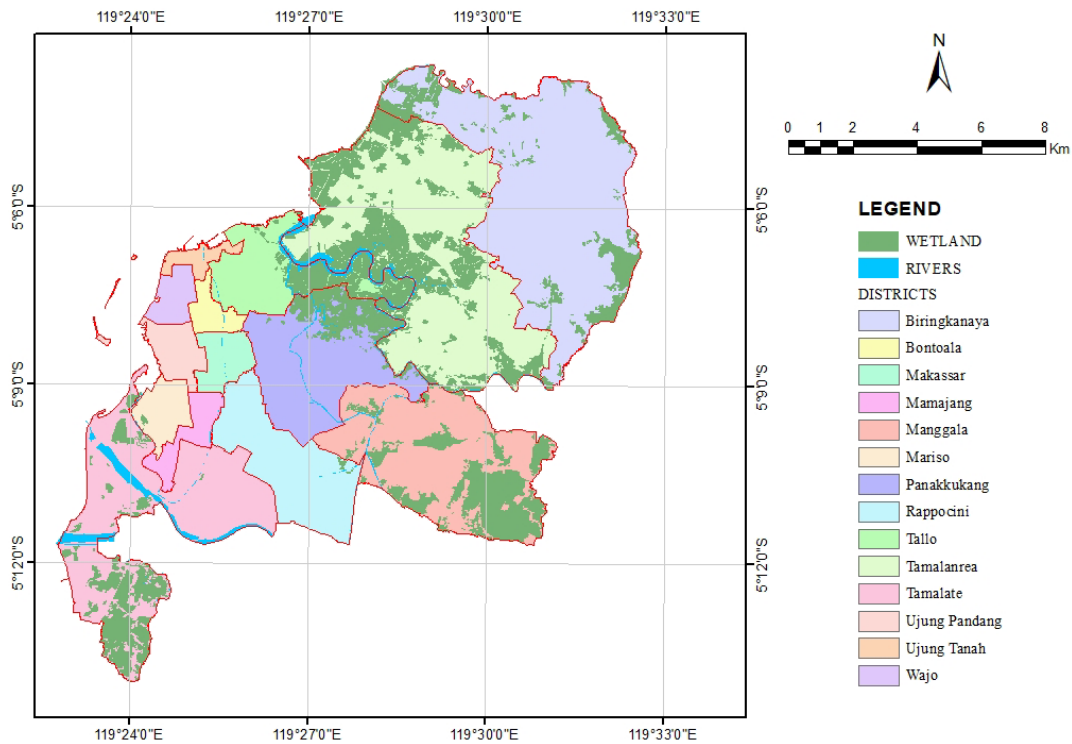 119°24'0"E 119°27'0"E 119°30'0"E 119°33'0"E
N
0 1 2 4 6 8
Km
5°6'0"S 5°6'0"S
5°9'0"S 5°9'0"S
5°12'0"S 5°12'0"S
119°24'0"E 119°27'0"E 119°30'0"E 119°33'0"E
LEGEND
WETLAND
RIVERS
DISTRICTS
Biringkanaya
Bontoala
Makassar
Mamajang
Manggala
Mariso
Panakkukang
Rappocini
Tallo
Tamalanrea
Tamalate
Ujung Pandang
Ujung Tanah
Wajo